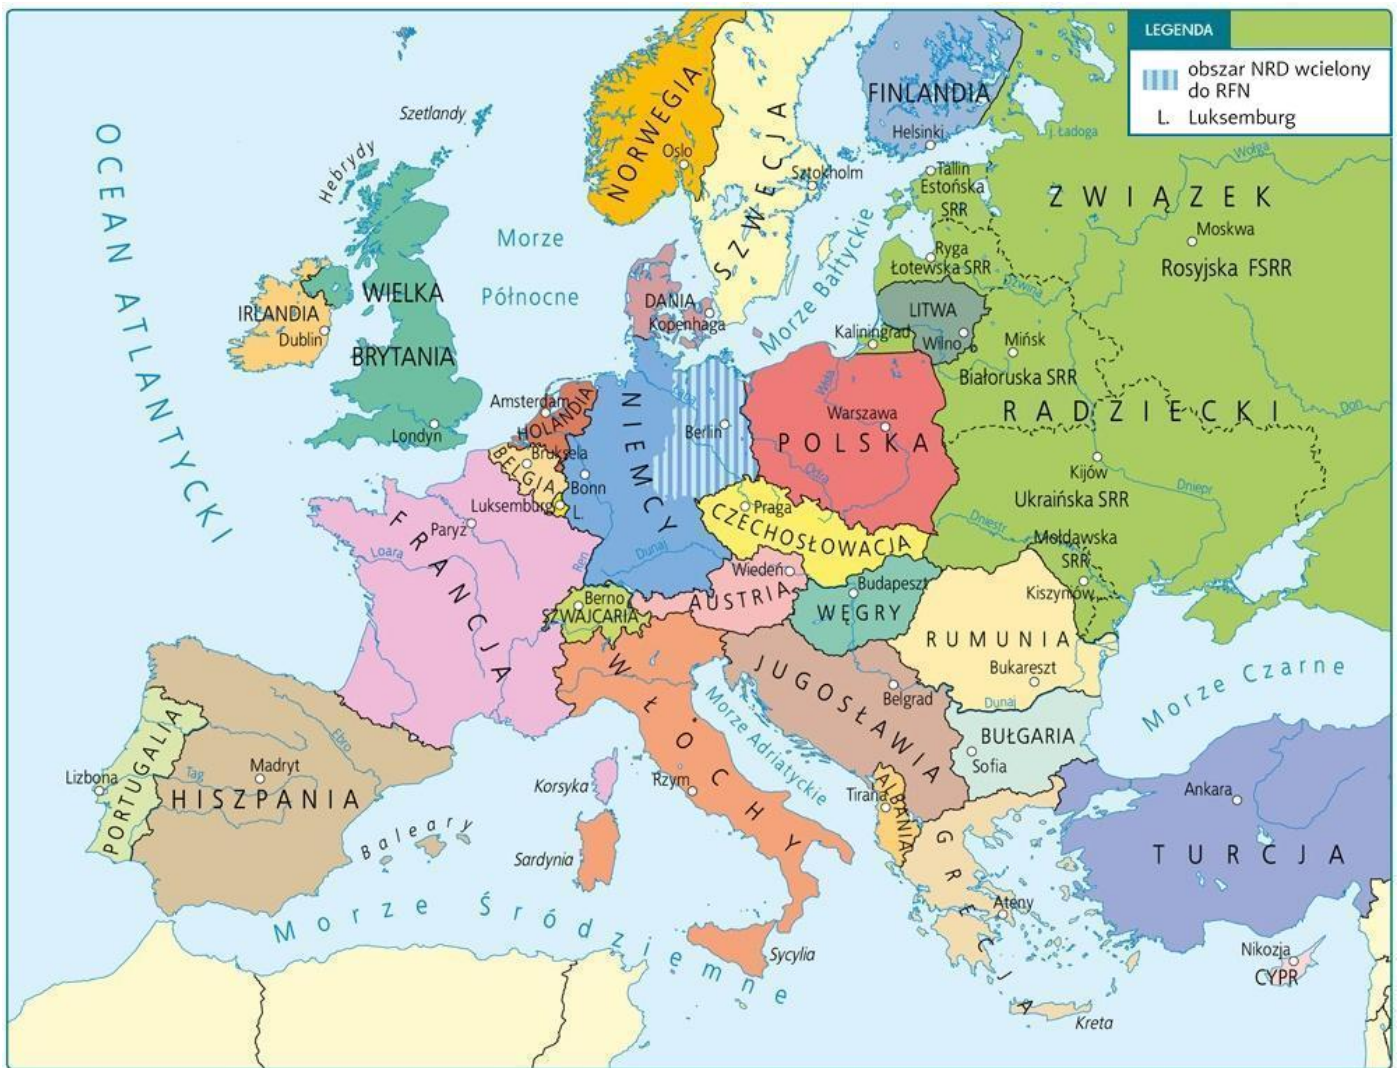 LEGENDA
obszar NRD wcielony
do RFN
L. Luksemburg
OCEAN ATLANTYCKI
Szetlandy
Hebrydy
NORWEGIA
Oslo
SZWECJA
Sztokholm
FINLANDIA
Helsinki
j. Ładoga
Wołga
Tallin
Estońska
SRR
ZWIĄZEK
RADZIECKI
Moskwa
Rosyjska FSRR
Morze
Północne
Morze Bałtyckie
Ryga
Łotewska SRR
Dźwina
WIELKA
BRYTANIA
IRLANDIA
Dublin
Londyn
DANIA
Kopenhaga
LITWA
Wilno
Kaliningrad
Mińsk
Białoruska SRR
Don
Amsterdam
HOLANDIA
BELGIA
Bruksela
Luksemburg
L.
NIEMCY
Berlin
Bonn
Łaba
Ren
Dunaj
POLSKA
Warszawa
Wisła
Odra
Kijów
Ukraińska SRR
Dniepr
Dniestr
Mołdawska
SRR
Kiszyniów
Praga
CZECHOSŁOWACJA
FRANCJA
Paryż
Loara
Wiedeń
AUSTRIA
Budapeszt
WĘGRY
Berno
SZWAJCARIA
RUMUNIA
Bukareszt
Dunaj
Morze Czarne
WŁOCHY
Rzym
JUGOSŁAWIA
Belgrad
Morze Adriatyckie
BUŁGARIA
Sofia
PORTUGALIA
Lizbona
Tag
Madryt
HISZPANIA
Ebro
Baleary
Korsyka
Sardynia
Tirana
ALBANIA
GRECJA
Ateny
Ankara
TURCJA
Morze Śródziemne
Sycylia
Kreta
Nikozja
CYPR